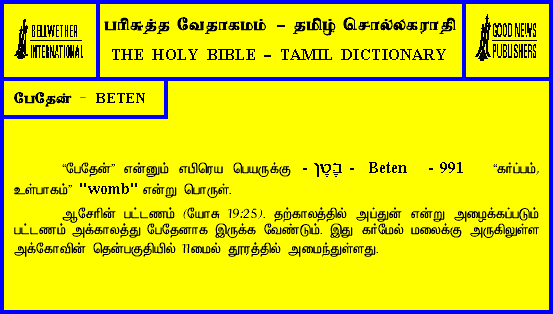 BELLWETHER
INTERNATIONAL
பரிசுத்த வேதாகமம் – தமிழ் சொல்லகராதி
THE HOLY BIBLE – TAMIL DICTIONARY
GOOD NEWS
PUBLISHERS
பேதேன் – BETEN
“பேதேன்” என்னும் எபிரெய பெயருக்கு - בֶּטֶן - Beten - 991 “கர்ப்பம்,
உள்பாகம்” "womb" என்று பொருள்.
ஆசேரின் பட்டணம் (யோசு 19:25). தற்காலத்தில் அப்துன் என்று அழைக்கப்படும்
பட்டணம் அக்காலத்து பேதேனாக இருக்க வேண்டும். இது கர்மேல் மலைக்கு அருகிலுள்ள
அக்கோவின் தென்பகுதியில் 11மைல் தூரத்தில் அமைந்துள்ளது.